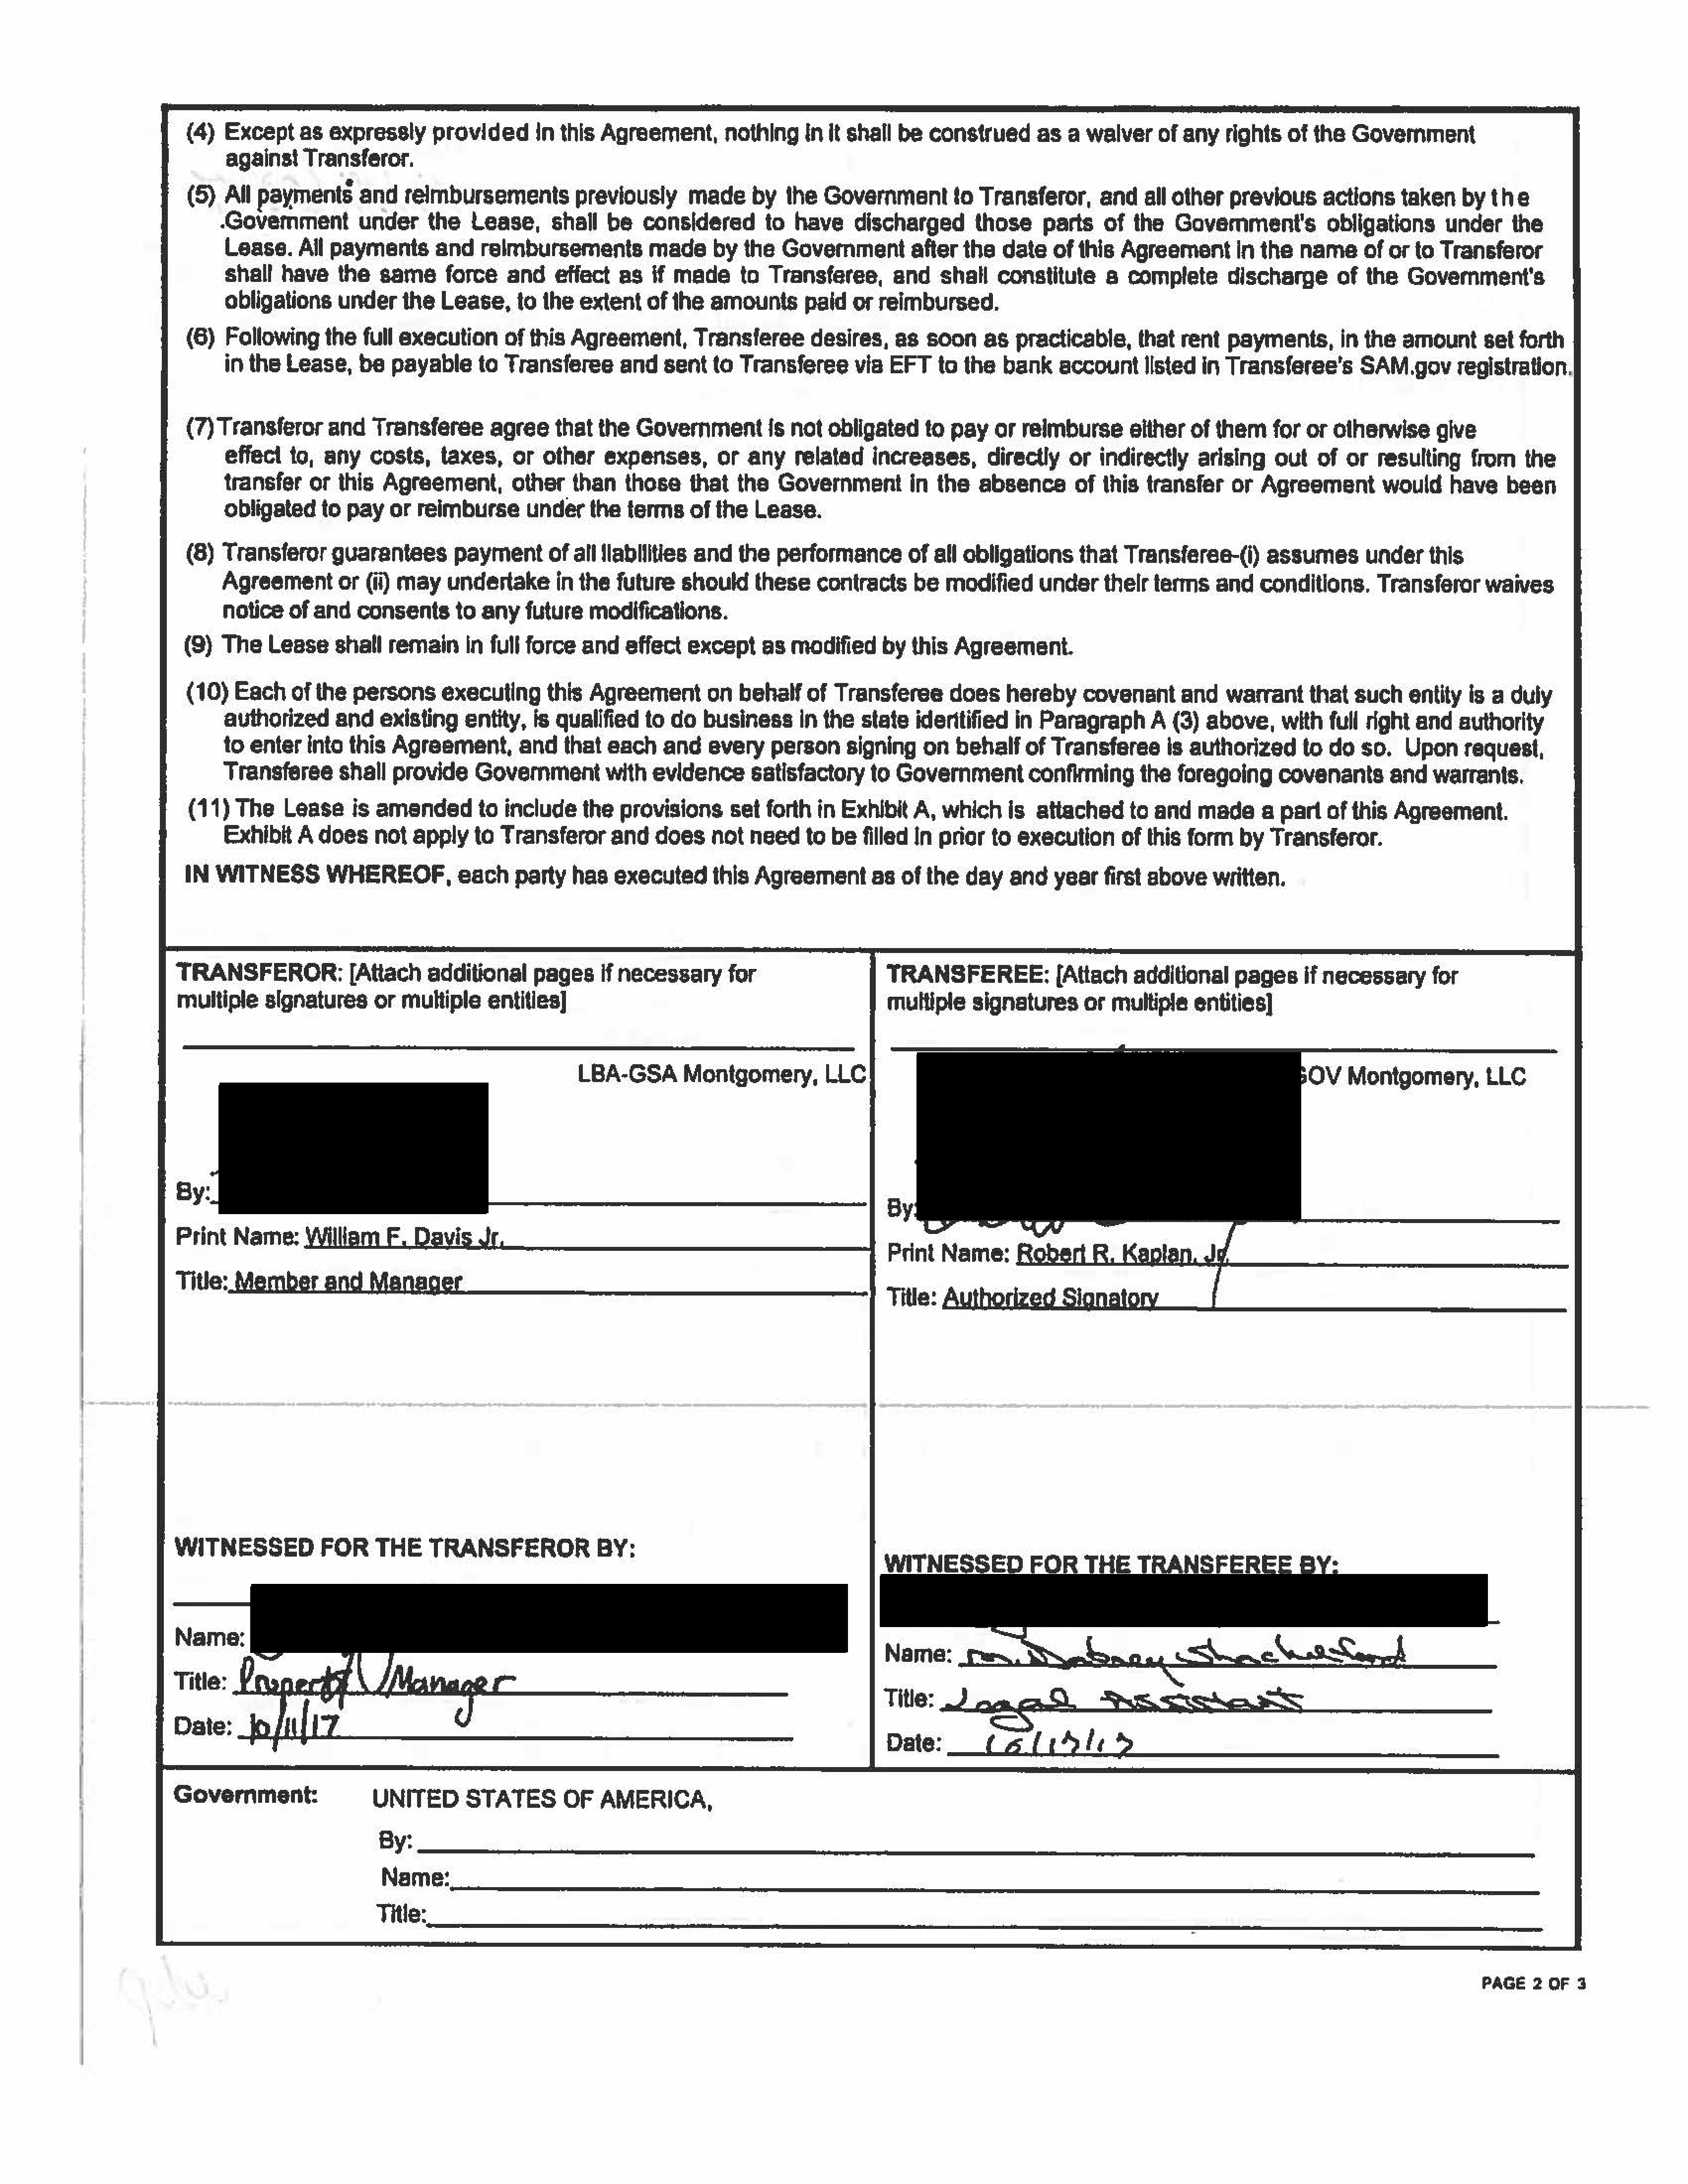 (4) Except as expressly provided in this Agreement, nothing in it shall be construed as a waiver of any rights of the Government
against Transferor.
(5) All payments and reimbursements previously made by the Government to Transferor, and all other previous actions taken by the
Government under the Lease, shall be considered to have discharged those parts of the Government's obligations under the
Lease. All payments and reimbursements made by the Government after the date of this Agreement in the name of or to Transferor
shall have the same force and effect as if made to Transferee, and shall constitute a complete discharge of the Government's
obligations under the Lease, to the extent of the amounts paid or reimbursed.
(6) Following the full execution of this Agreement, Transferee desires, as soon as practicable, that rent payments, in the amount set forth
in the Lease, be payable to Transferee and sent to Transferee via EFT to the bank account listed in Transferee's SAM.gov registration.
(7) Transferor and Transferee agree that the Government is not obligated to pay or reimburse either of them for or otherwise give
effect to, any costs, taxes, or other expenses, or any related increases, directly or indirectly arising out of or resulting from the
transfer or this Agreement, other than those that the Government in the absence of this transfer or Agreement would have been
obligated to pay or reimburse under the terms of the Lease.
(8) Transferor guarantees payment of all liabilities and the performance of all obligations that Transferee-(i) assumes under this
Agreement or (ii) may undertake in the future should these contracts be modified under their terms and conditions. Transferor waives
notice of and consents to any future modifications.
(9) The Lease shall remain in full force and effect except as modified by this Agreement.
(10) Each of the persons executing this Agreement on behalf of Transferee does hereby covenant and warrant that such entity is a duly
authorized and existing entity, is qualified to do business in the state identified in Paragraph A (3) above, with full right and authority
to enter into this Agreement, and that each and every person signing on behalf of Transferee is authorized to do so. Upon request,
Transferee shall provide Government with evidence satisfactory to Government confirming the foregoing covenants and warrants.
(11) The Lease is amended to include the provisions set forth in Exhibit A, which is attached to and made a part of this Agreement.
Exhibit A does not apply to Transferor and does not need to be filled in prior to execution of this form by Transferor.
IN WITNESS WHEREOF, each party has executed this Agreement as of the day and year first above written.
TRANSFEROR: [Attach additional pages if necessary for
multiple signatures or multiple entities]
LBA-GSA Montgomery, LLC
By:
Print Name: William F. Davis Jr.
Title: Member and Manager
WITNESSED FOR THE TRANSFEROR BY:
Name:
Title: Property Manager
Date: 10/11/17
TRANSFEREE: [Attach additional pages if necessary for
multiple signatures or multiple entities]
GOV Montgomery, LLC
By:
Print Name: Robert R. Kaplan, Jr.
Title: Authorized Signatory
WITNESSED FOR THE TRANSFEREE BY:
Name: M. Dabney Shackelford
Title: Legal Assistant
Date:
Government: UNITED STATES OF AMERICA,
By:
Name:
Title:
PAGE 2 OF 3